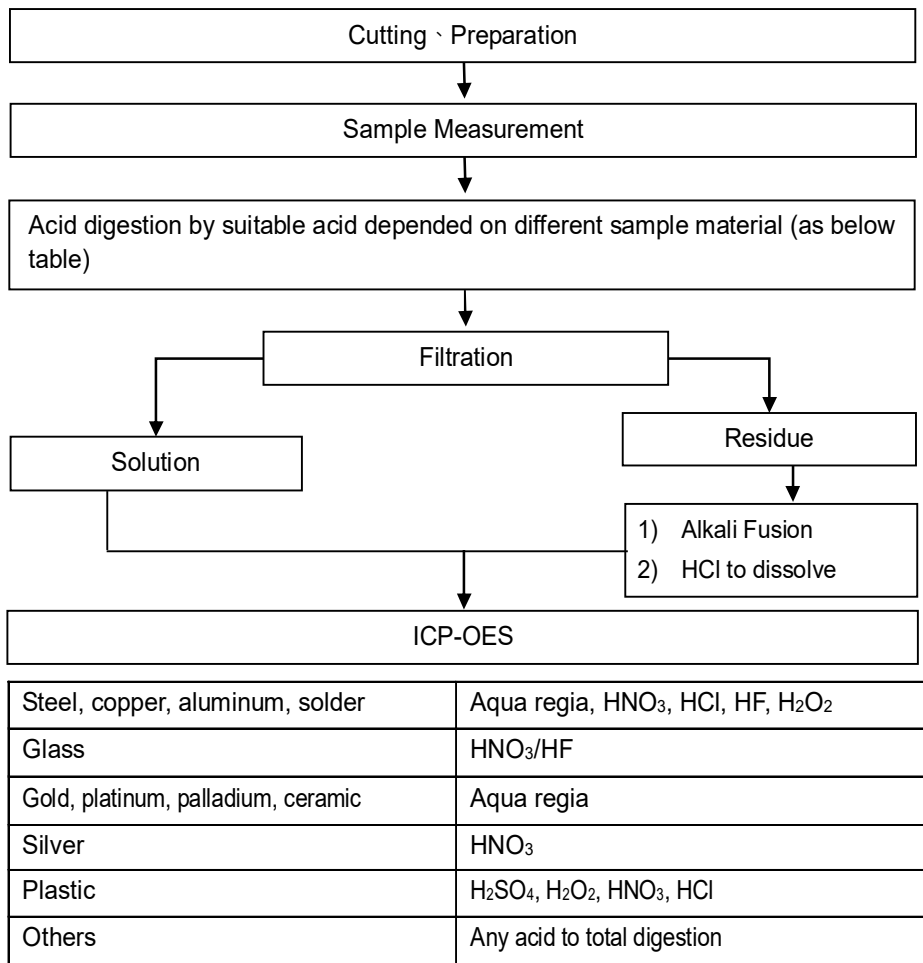 Cutting、Preparation
Sample Measurement
Acid digestion by suitable acid depended on different sample material (as below
table)
Filtration
Solution
Residue
1) Alkali Fusion
2) HCl to dissolve
ICP-OES
Steel, copper, aluminum, solder
Aqua regia, HNO₃, HCl, HF, H₂O₂
Glass
HNO₃/HF
Gold, platinum, palladium, ceramic
Aqua regia
Silver
HNO₃
Plastic
H₂SO₄, H₂O₂, HNO₃, HCl
Others
Any acid to total digestion